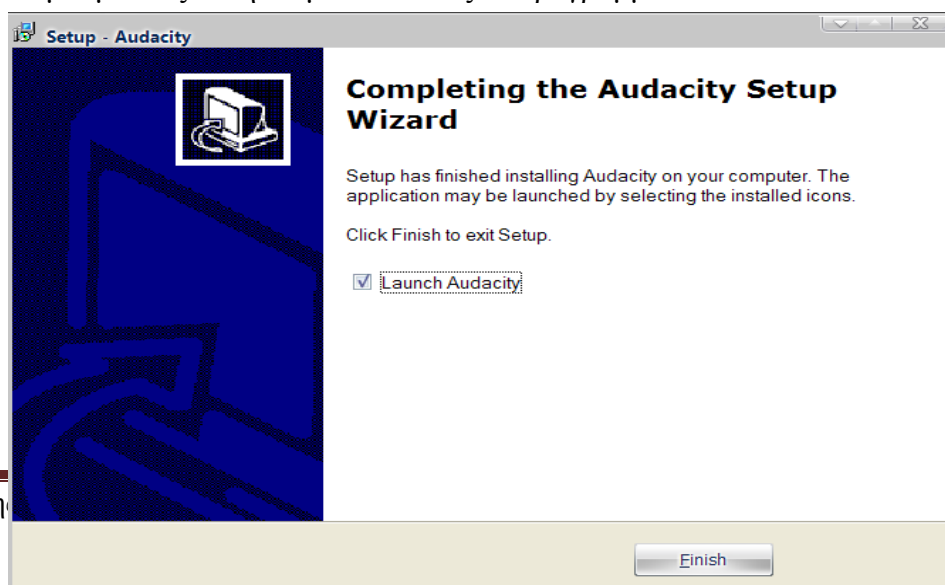 Setup - Audacity
Completing the Audacity Setup
Wizard
Setup has finished installing Audacity on your computer. The
application may be launched by selecting the installed icons.
Click Finish to exit Setup.
Launch Audacity
Finish